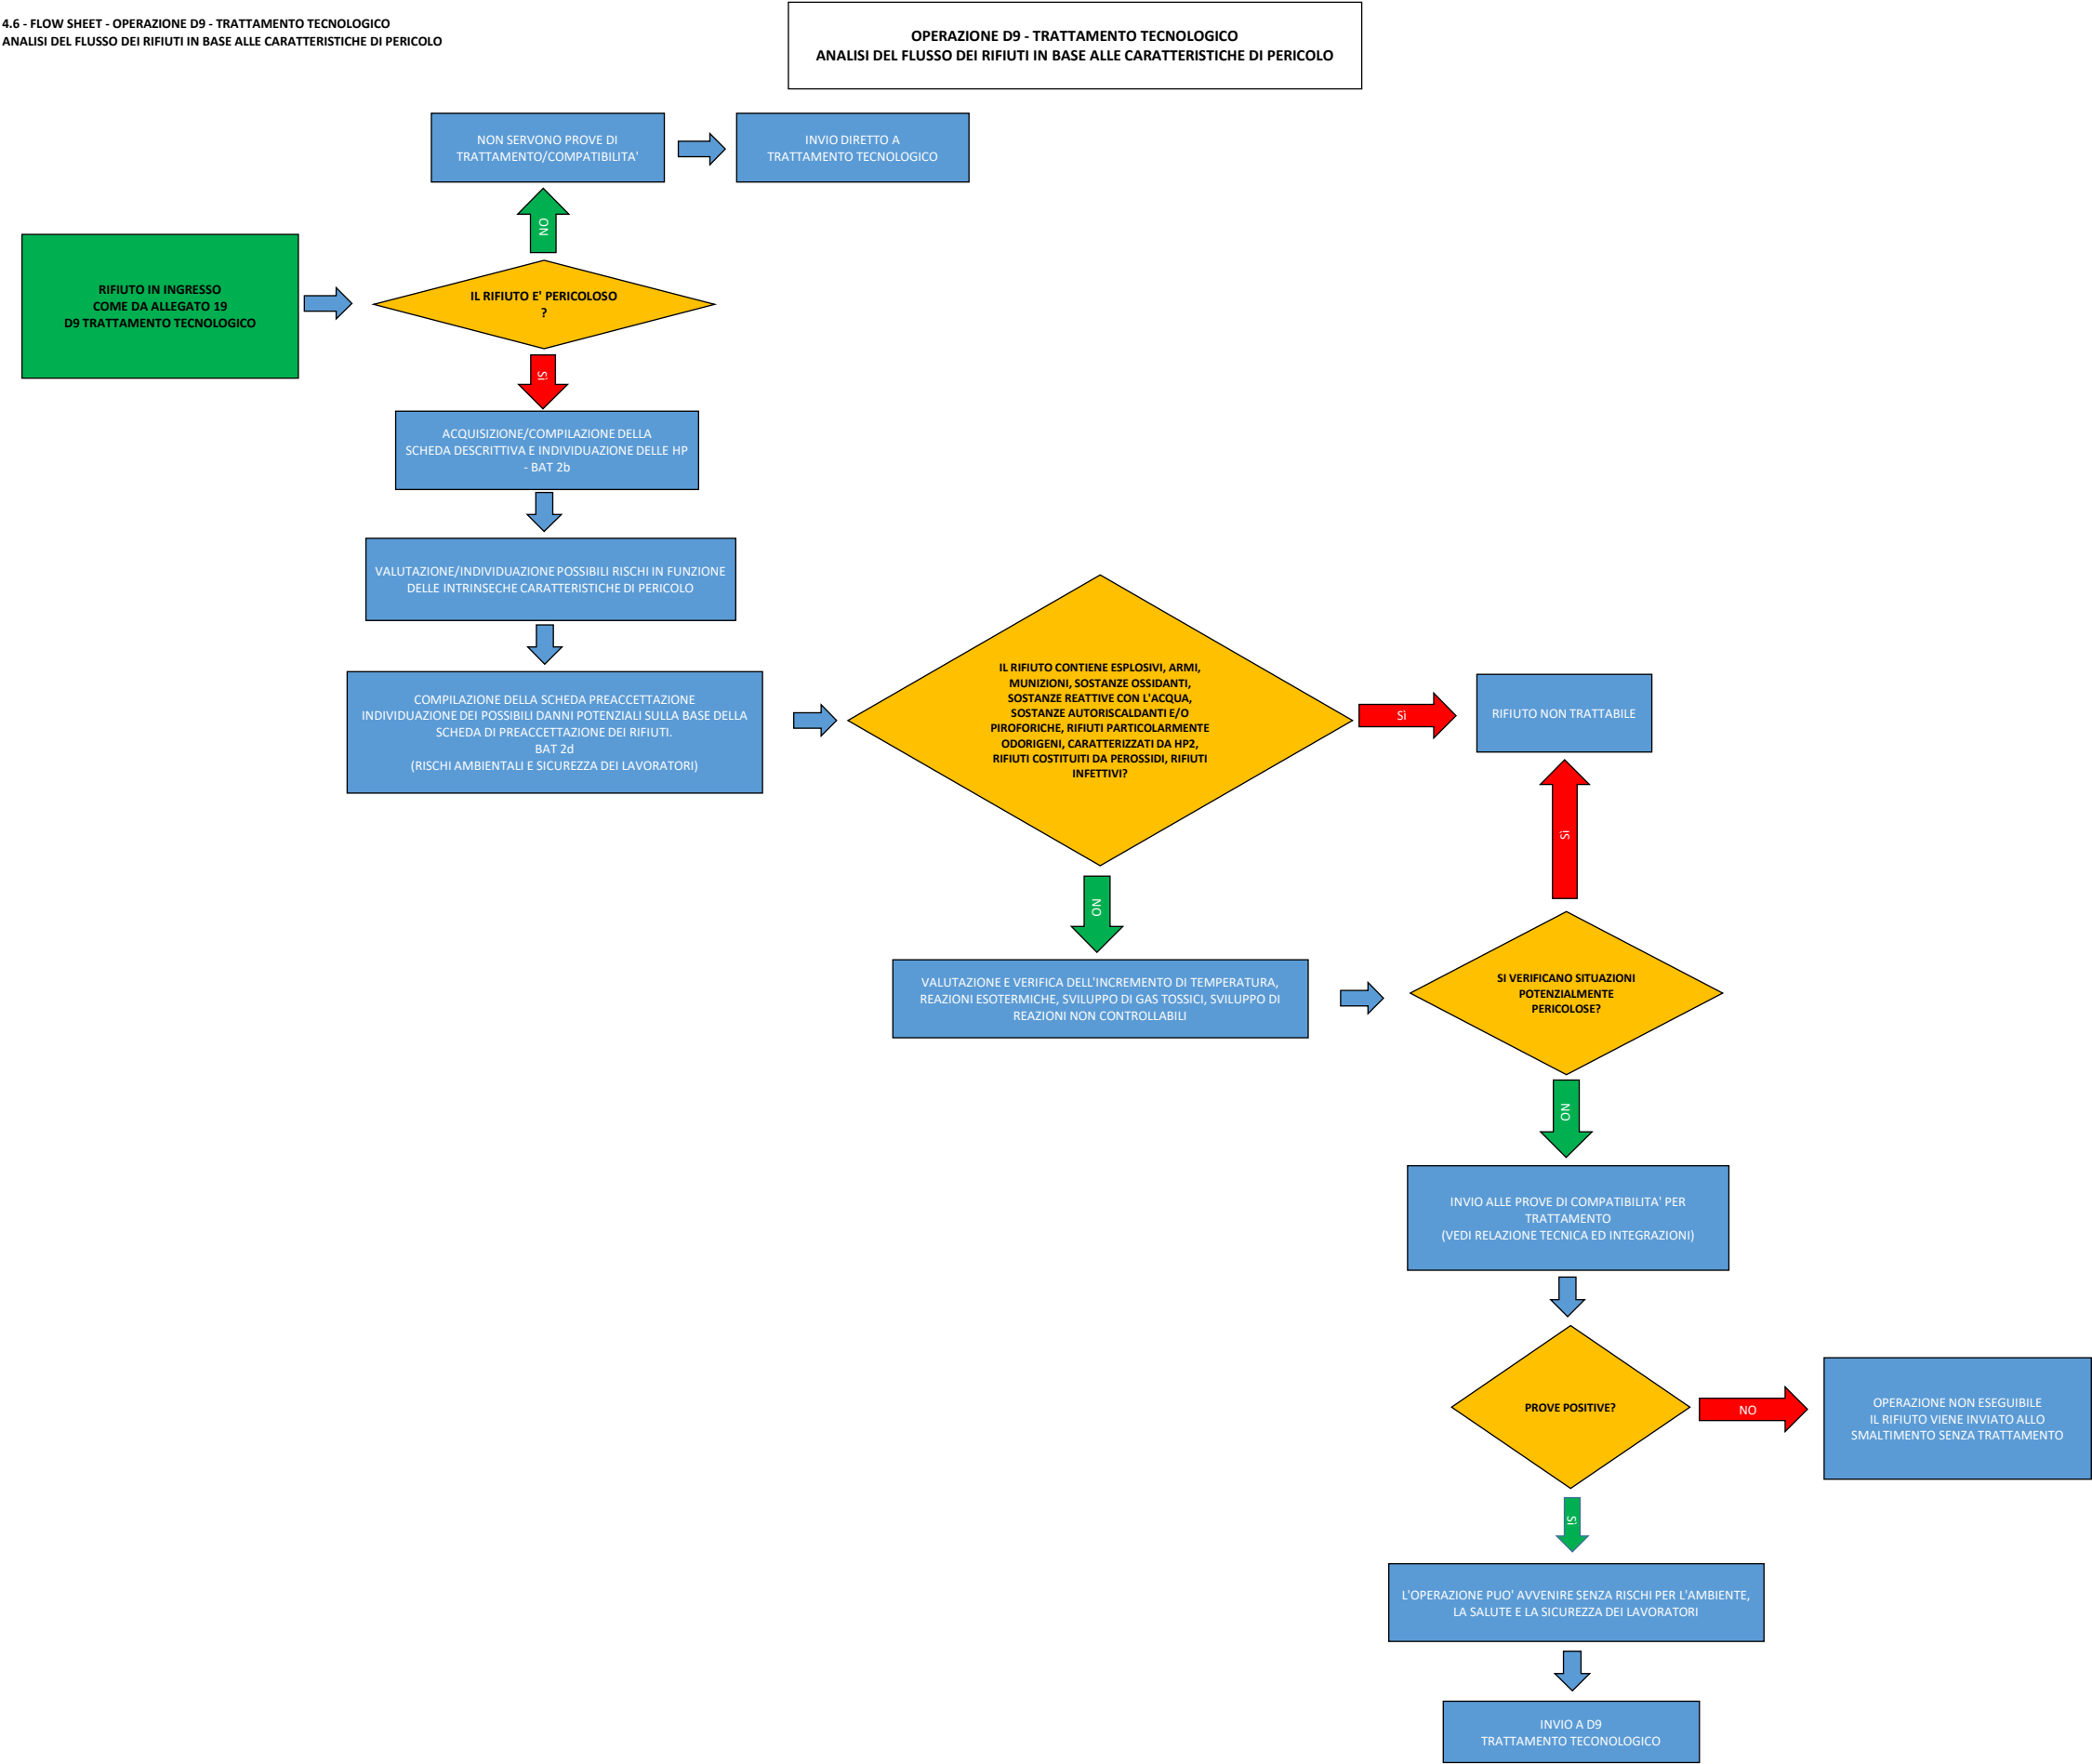 4.6 - FLOW SHEET - OPERAZIONE D9 - TRATTAMENTO TECNOLOGICO
ANALISI DEL FLUSSO DEI RIFIUTI IN BASE ALLE CARATTERISTICHE DI PERICOLO
OPERAZIONE D9 - TRATTAMENTO TECNOLOGICO
ANALISI DEL FLUSSO DEI RIFIUTI IN BASE ALLE CARATTERISTICHE DI PERICOLO
NON SERVONO PROVE DI
TRATTAMENTO/COMPATIBILITA'
INVIO DIRETTO A
TRATTAMENTO TECNOLOGICO
NO
RIFIUTO IN INGRESSO
COME DA ALLEGATO 19
D9 TRATTAMENTO TECNOLOGICO
IL RIFIUTO E' PERICOLOSO
?
Sì
ACQUISIZIONE/COMPILAZIONE DELLA
SCHEDA DESCRITTIVA E INDIVIDUAZIONE DELLE HP
- BAT 2b
VALUTAZIONE/INDIVIDUAZIONE POSSIBILI RISCHI IN FUNZIONE
DELLE INTRINSECHE CARATTERISTICHE DI PERICOLO
COMPILAZIONE DELLA SCHEDA PREACCETTAZIONE
INDIVIDUAZIONE DEI POSSIBILI DANNI POTENZIALI SULLA BASE DELLA
SCHEDA DI PREACCETTAZIONE DEI RIFIUTI.
BAT 2d
(RISCHI AMBIENTALI E SICUREZZA DEI LAVORATORI)
IL RIFIUTO CONTIENE ESPLOSIVI, ARMI,
MUNIZIONI, SOSTANZE OSSIDANTI,
SOSTANZE REATTIVE CON L'ACQUA,
SOSTANZE AUTORISCALDANTI E/O
PIROFORICHE, RIFIUTI PARTICOLARMENTE
ODORIGENI, CARATTERIZZATI DA HP2,
RIFIUTI COSTITUITI DA PEROSSIDI, RIFIUTI
INFETTIVI?
Sì
RIFIUTO NON TRATTABILE
Sì
NO
VALUTAZIONE E VERIFICA DELL'INCREMENTO DI TEMPERATURA,
REAZIONI ESOTERMICHE, SVILUPPO DI GAS TOSSICI, SVILUPPO DI
REAZIONI NON CONTROLLABILI
SI VERIFICANO SITUAZIONI
POTENZIALMENTE
PERICOLOSE?
NO
INVIO ALLE PROVE DI COMPATIBILITA' PER
TRATTAMENTO
(VEDI RELAZIONE TECNICA ED INTEGRAZIONI)
PROVE POSITIVE?
NO
OPERAZIONE NON ESEGUIBILE
IL RIFIUTO VIENE INVIATO ALLO
SMALTIMENTO SENZA TRATTAMENTO
Sì
L'OPERAZIONE PUO' AVVENIRE SENZA RISCHI PER L'AMBIENTE,
LA SALUTE E LA SICUREZZA DEI LAVORATORI
INVIO A D9
TRATTAMENTO TECONOLOGICO